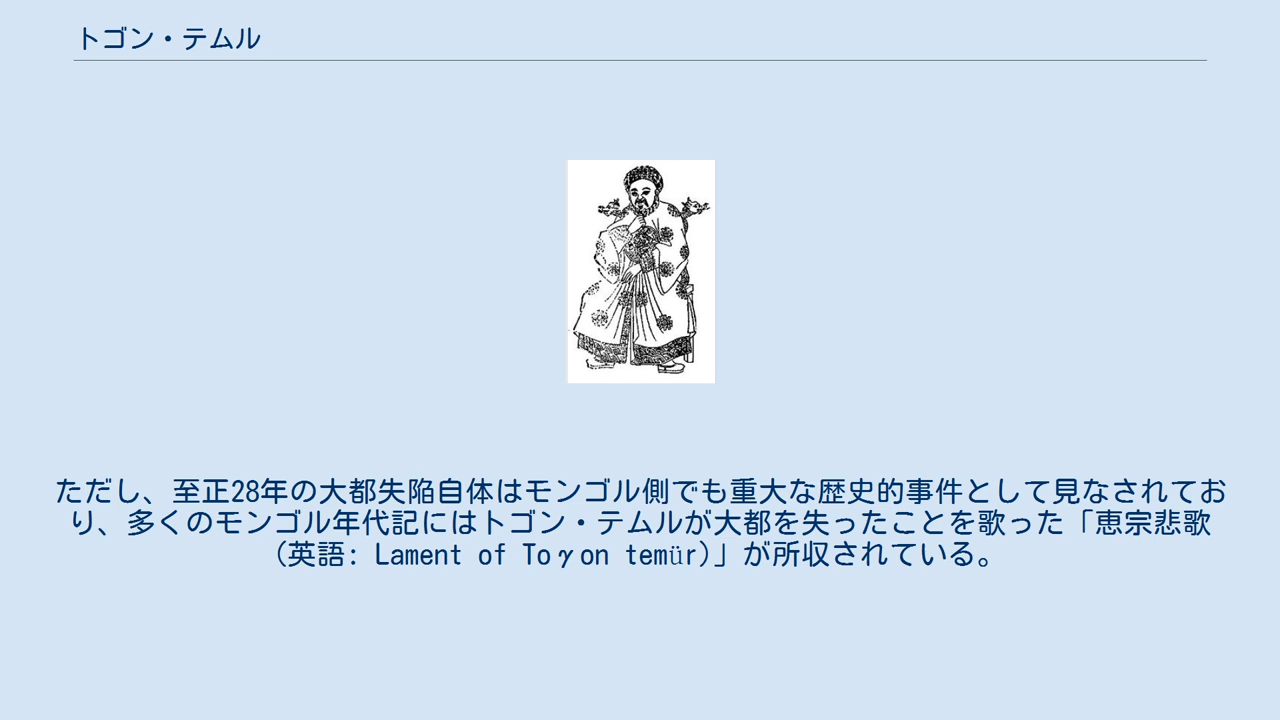 トゴン・テムル
ただし、至正28年の大都失陥自体はモンゴル側でも重大な歴史的事件として見なされてお
り、多くのモンゴル年代記にはトゴン・テムルが大都を失ったことを歌った「恵宗悲歌
(英語: Lament of Toγon temür)」が所収されている。